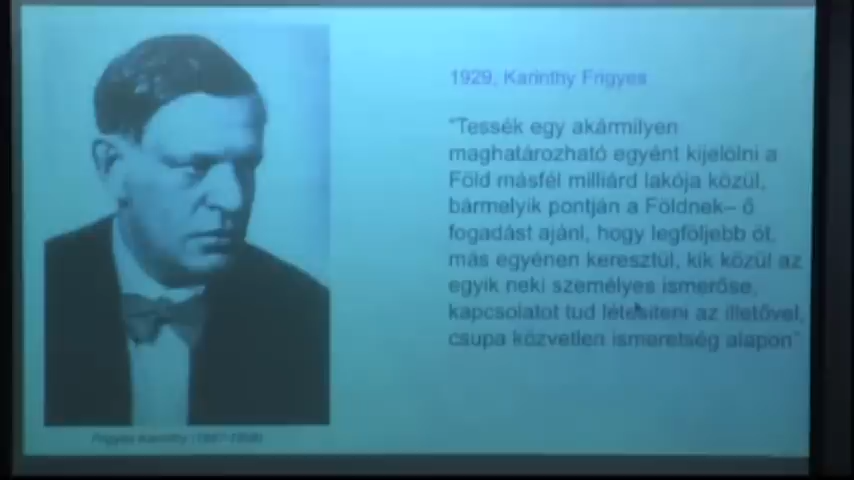 1929, Karinthy Frigyes
"Tessék egy akármilyen
maghatározható egyént kijelölni a
Föld másfél milliárd lakója közül,
bármelyik pontján a Földnek– ő
fogadást ajánl, hogy legföljebb öt,
más egyénen keresztül, kik közül az
egyik neki személyes ismerőse,
kapcsolatot tud létesíteni az illetővel,
csupa közvetlen ismeretség alapon"
Frigyes Karinthy